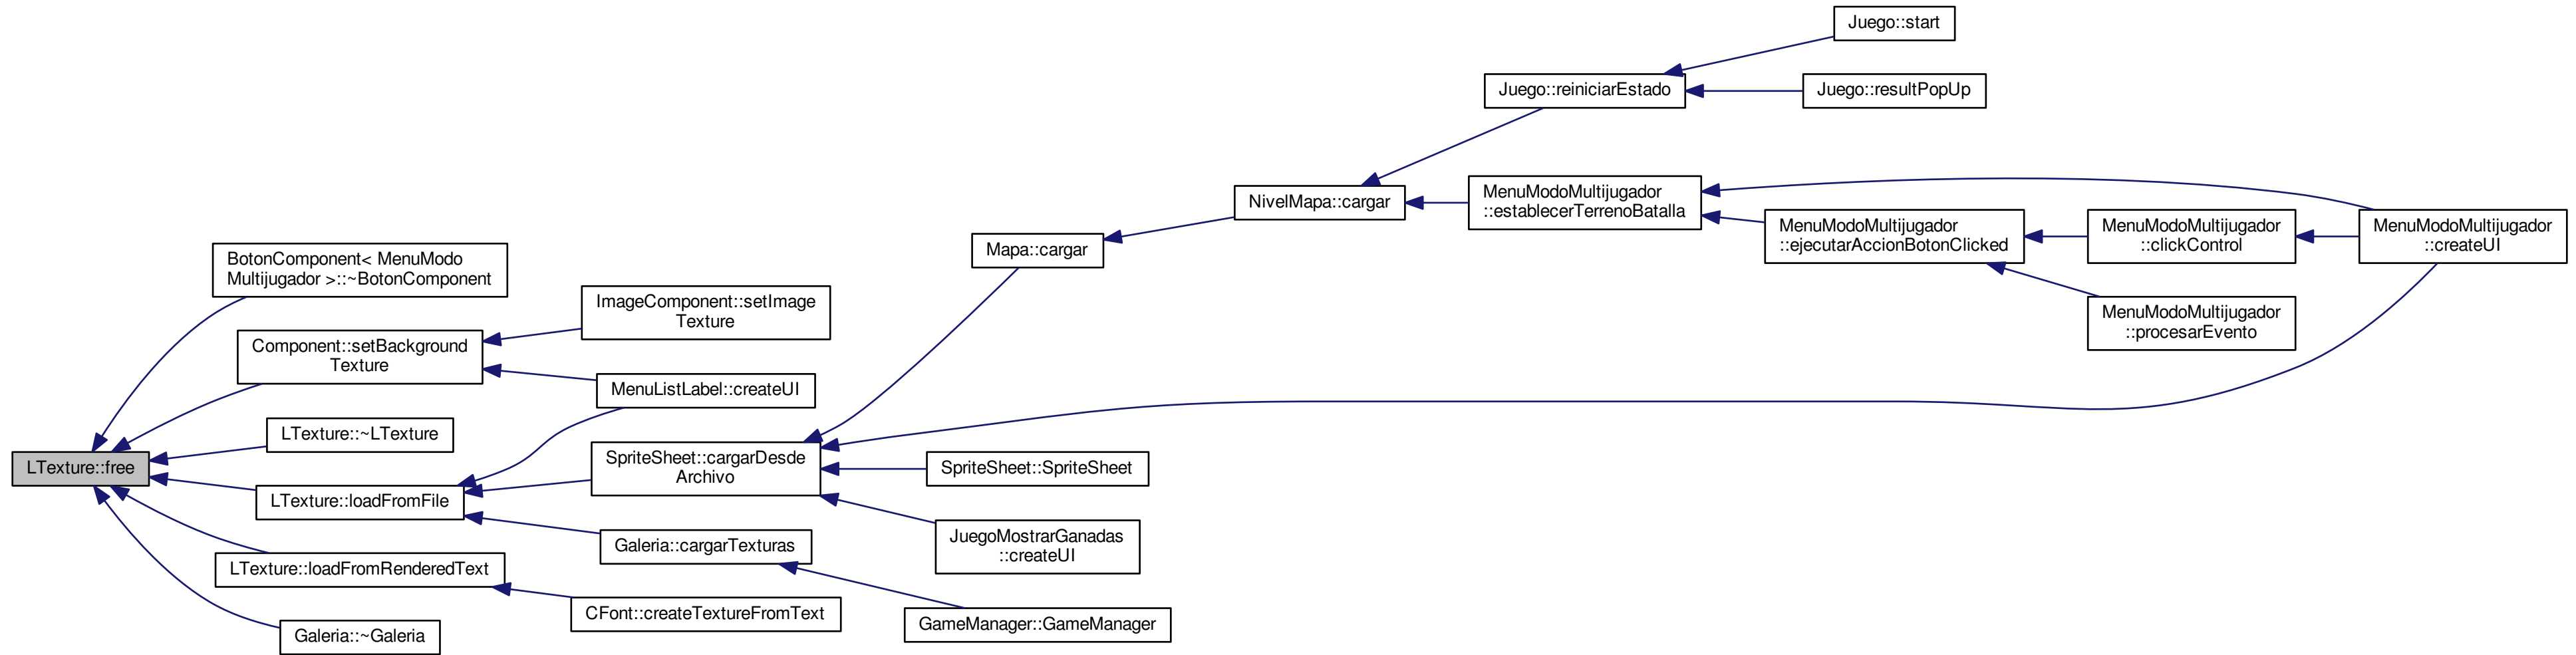 Juego::start
Juego::reiniciarEstado
Juego::resultPopUp
MenuModoMultijugador
::establecerTerrenoBatalla
NivelMapa::cargar
MenuModoMultijugador
::ejecutarAccionBotonClicked
MenuModoMultijugador
::clickControl
MenuModoMultijugador
::createUI
Mapa::cargar
BotonComponent< MenuModo
Multijugador >::~BotonComponent
ImageComponent::setImage
Texture
MenuModoMultijugador
::procesarEvento
Component::setBackground
Texture
MenuListLabel::createUI
LTexture::~LTexture
LTexture::free
SpriteSheet::cargarDesde
Archivo
SpriteSheet::SpriteSheet
LTexture::loadFromFile
JuegoMostrarGanadas
::createUI
Galeria::cargarTexturas
LTexture::loadFromRenderedText
CFont::createTextureFromText
GameManager::GameManager
Galeria::~Galeria